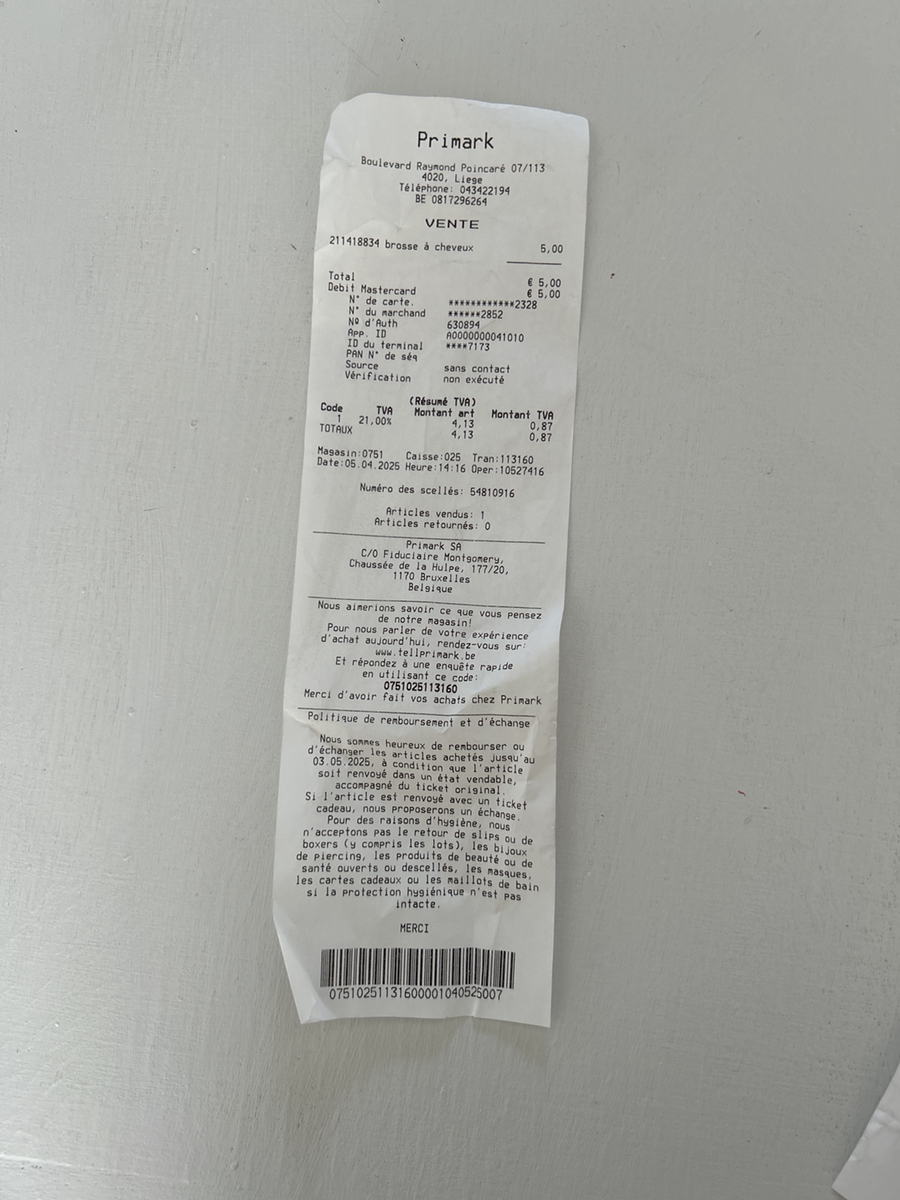 Primark
Boulevard Raymond Poincaré 07/113
4020, Liege
Téléphone: 043422194
BE 0817296264
VENTE
211418834 brosse à cheveux 5,00
Total € 5,00
Debit Mastercard € 5,00
N° de carte. ************2328
N° du marchand ******2852
Nº d'Auth 630894
App. ID A0000000041010
ID du terminal ****7173
PAN N° de séq
Source sans contact
Vérification non exécuté
(Résumé TVA)
Code TVA Montant art Montant TVA
1 21,00% 4,13 0,87
TOTAUX 4,13 0,87
Magasin:0751 Caisse:025 Tran:113160
Date:05.04.2025 Heure:14:16 Oper:10527416
Numéro des scellés: 54810916
Articles vendus: 1
Articles retournés: 0
Primark SA
C/O Fiduciaire Montgomery,
Chaussée de la Hulpe, 177/20,
1170 Bruxelles
Belgique
Nous aimerions savoir ce que vous pensez
de notre magasin!
Pour nous parler de votre expérience
d'achat aujourd'hui, rendez-vous sur:
www.tellprimark.be
Et répondez à une enquête rapide
en utilisant ce code:
0751025113160
Merci d'avoir fait vos achats chez Primark
Politique de remboursement et d'échange
Nous sommes heureux de rembourser ou
d'échanger les articles achetés jusqu'au
03.05.2025, à condition que l'article
soit renvoyé dans un état vendable,
accompagné du ticket original.
Si l'article est renvoyé avec un ticket
cadeau, nous proposerons un échange.
Pour des raisons d'hygiène, nous
n'acceptons pas le retour de slips ou de
boxers (y compris les lots), les bijoux
de piercing, les produits de beauté ou de
santé ouverts ou descellés, les masques,
les cartes cadeaux ou les maillots de bain
si la protection hygiénique n'est pas
intacte.
MERCI
07510251131600001040525007